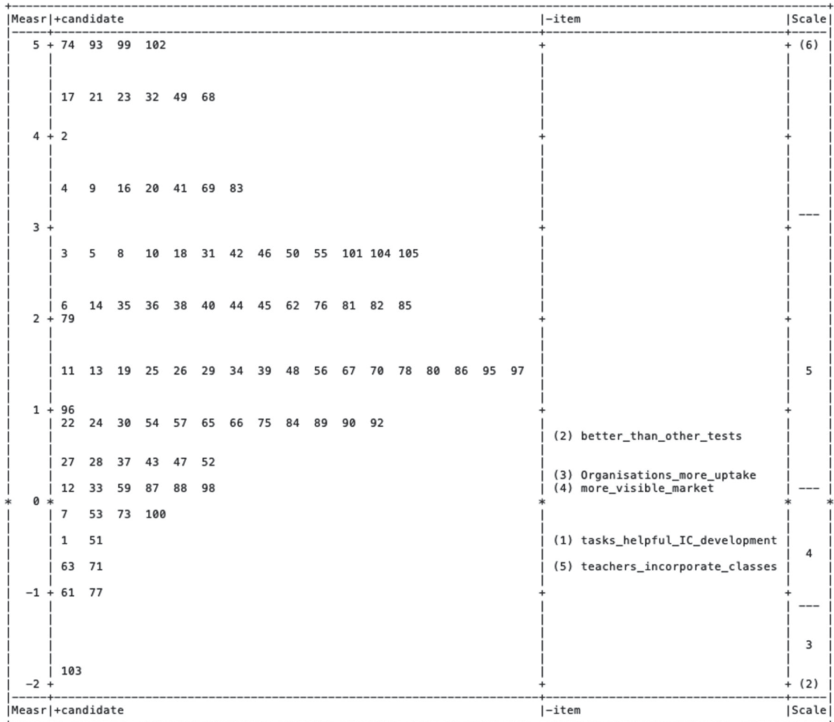 |Measr|+candidate |-item |Scale|
5 + 74 93 99 102 + + (6)
17 21 23 32 49 68
4 + 2 + +
4 9 16 20 41 69 83
---
3 + + +
3 5 8 10 18 31 42 46 50 55 101 104 105
6 14 35 36 38 40 44 45 62 76 81 82 85
2 + 79 + +
11 13 19 25 26 29 34 39 48 56 67 70 78 80 86 95 97 5
1 + 96 + +
22 24 30 54 57 65 66 75 84 89 90 92
(2) better_than_other_tests
27 28 37 43 47 52
(3) Organisations_more_uptake
12 33 59 87 88 98 (4) more_visible_market ---
* 0 * * * *
7 53 73 100
1 51 (1) tasks_helpful_IC_development
4
63 71 (5) teachers_incorporate_classes
-1 + 61 77 + +
---
3
103
-2 + + + (2)
|Measr|+candidate |-item |Scale|